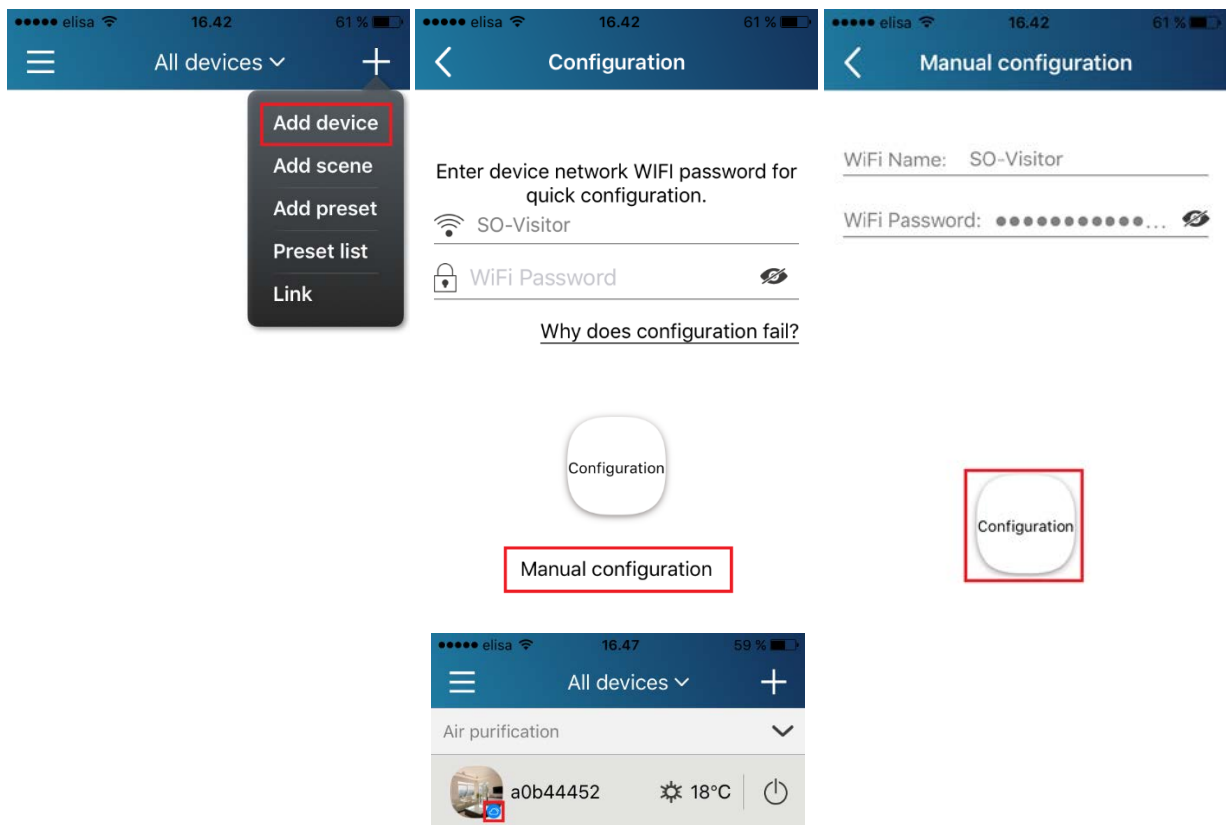 elisa 16.42 61 %
All devices
Add device
Add scene
Add preset
Preset list
Link
elisa 16.42 61 %
Configuration
Enter device network WIFI password for
quick configuration.
SO-Visitor
WiFi Password
Why does configuration fail?
Configuration
Manual configuration
elisa 16.42 61 %
Manual configuration
WiFi Name: SO-Visitor
WiFi Password: ●●●●●●●●●●●...
Configuration
elisa 16.47 59 %
All devices
Air purification
a0b44452 18°C